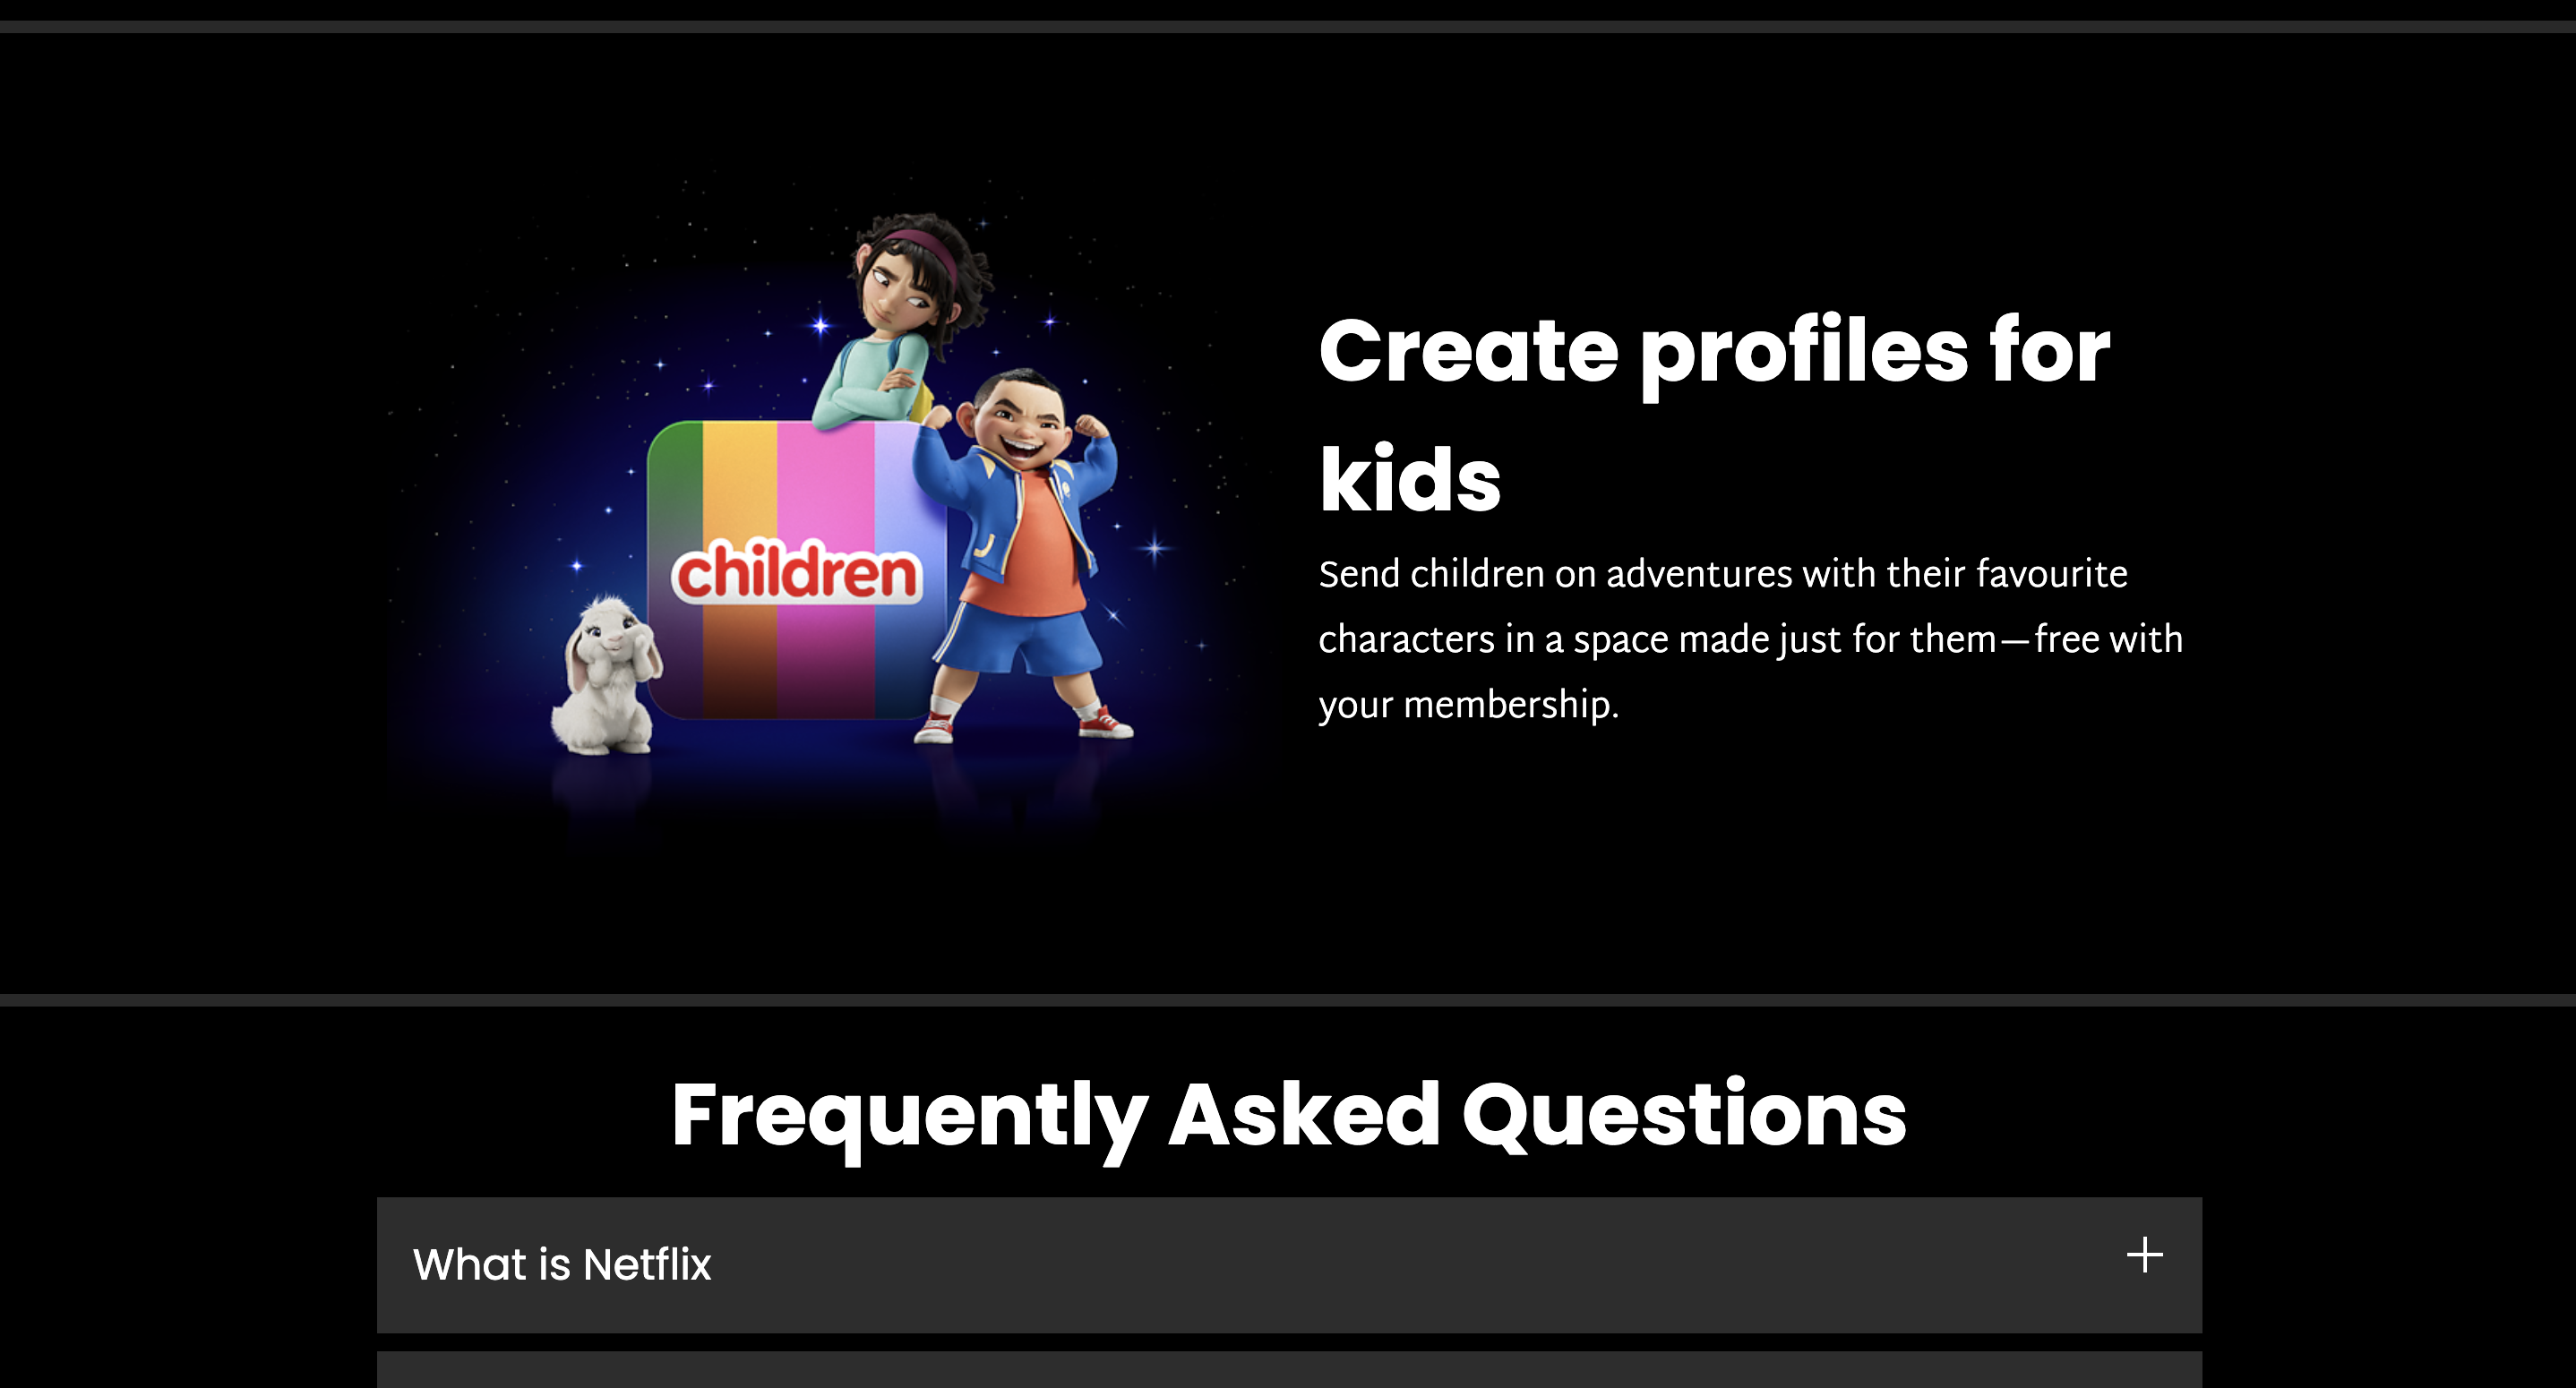 children
Create profiles for
kids
Send children on adventures with their favourite
characters in a space made just for them—free with
your membership.
Frequently Asked Questions
What is Netflix